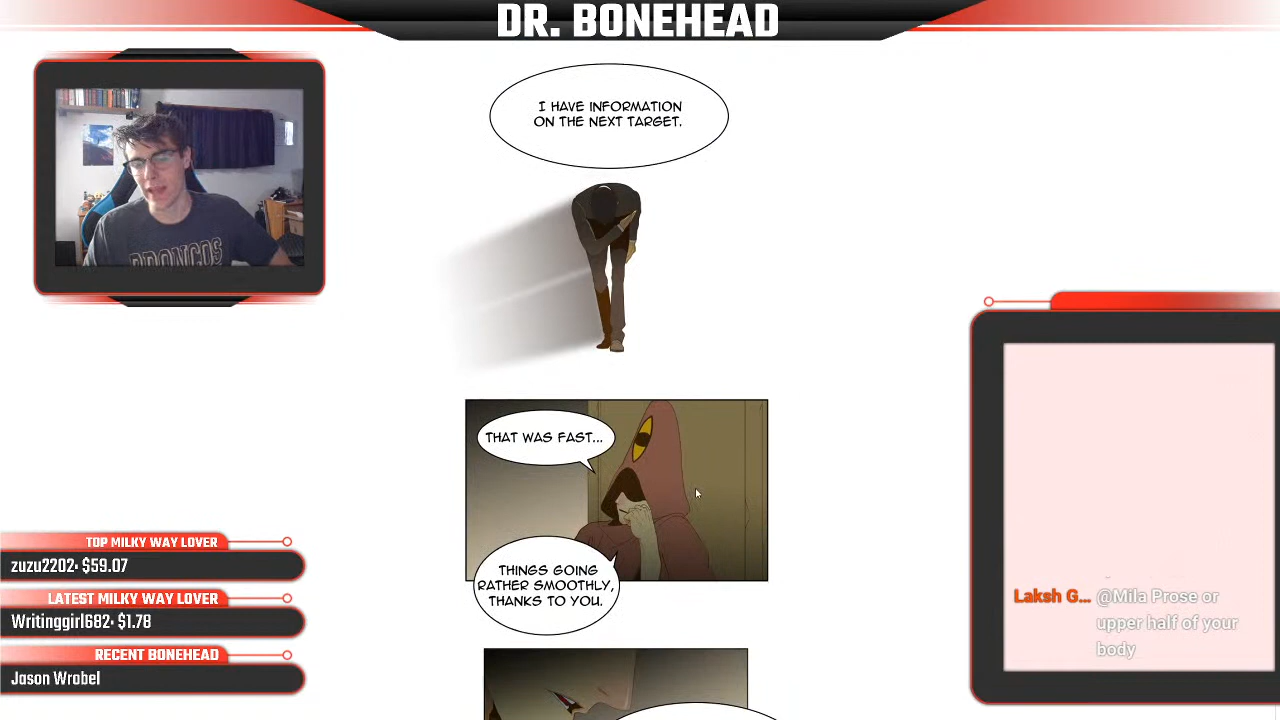 DR. BONEHEAD
I HAVE INFORMATION
ON THE NEXT TARGET.
BRONCOS
THAT WAS FAST...
THINGS GOING
RATHER SMOOTHLY,
THANKS TO YOU.
TOP MILKY WAY LOVER
zuzu2202: $59.07
LATEST MILKY WAY LOVER
Writinggirl682: $1.78
RECENT BONEHEAD
Jason Wrobel
Laksh G... @Mila Prose or
upper half of your
body